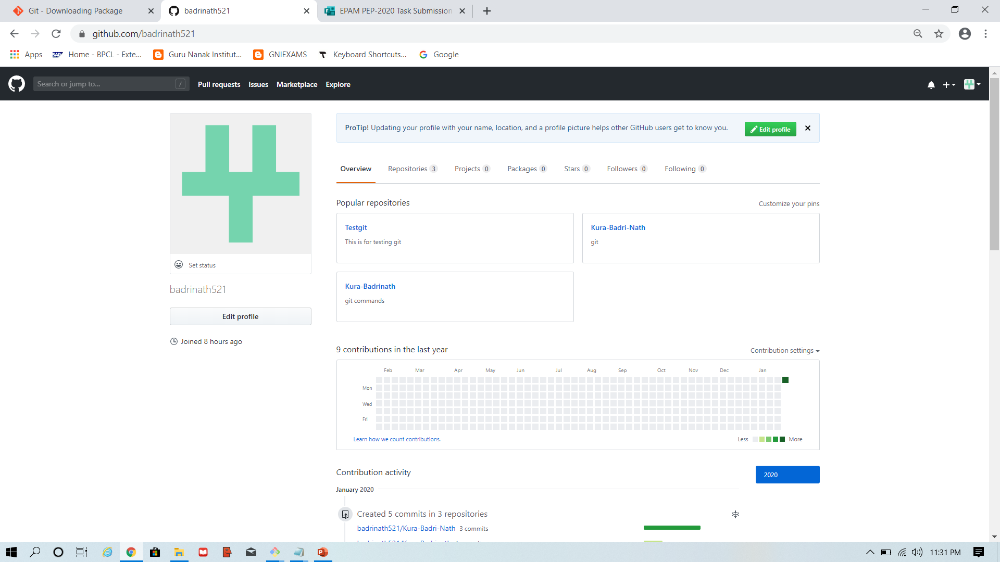 Git - Downloading Package
badrinath521
EPAM PEP-2020 Task Submission
github.com/badrinath521
Apps
SAP
Home - BPCL - Exte...
Guru Nanak Institut...
GNIEXAMS
Keyboard Shortcuts...
Google
Search or jump to...
/
Pull requests
Issues
Marketplace
Explore
ProTip! Updating your profile with your name, location, and a profile picture helps other GitHub users get to know you.
Edit profile
Overview
Repositories 3
Projects 0
Packages 0
Stars 0
Followers 0
Following 0
Popular repositories
Customize your pins
Testgit
This is for testing git
Kura-Badri-Nath
git
Kura-Badrinath
git commands
Set status
badrinath521
Edit profile
Joined 8 hours ago
9 contributions in the last year
Contribution settings
Feb Mar Apr May Jun Jul Aug Sep Oct Nov Dec Jan
Mon
Wed
Fri
Learn how we count contributions.
Less
More
Contribution activity
2020
January 2020
Created 5 commits in 3 repositories
badrinath521/Kura-Badri-Nath 3 commits
11:31 PM